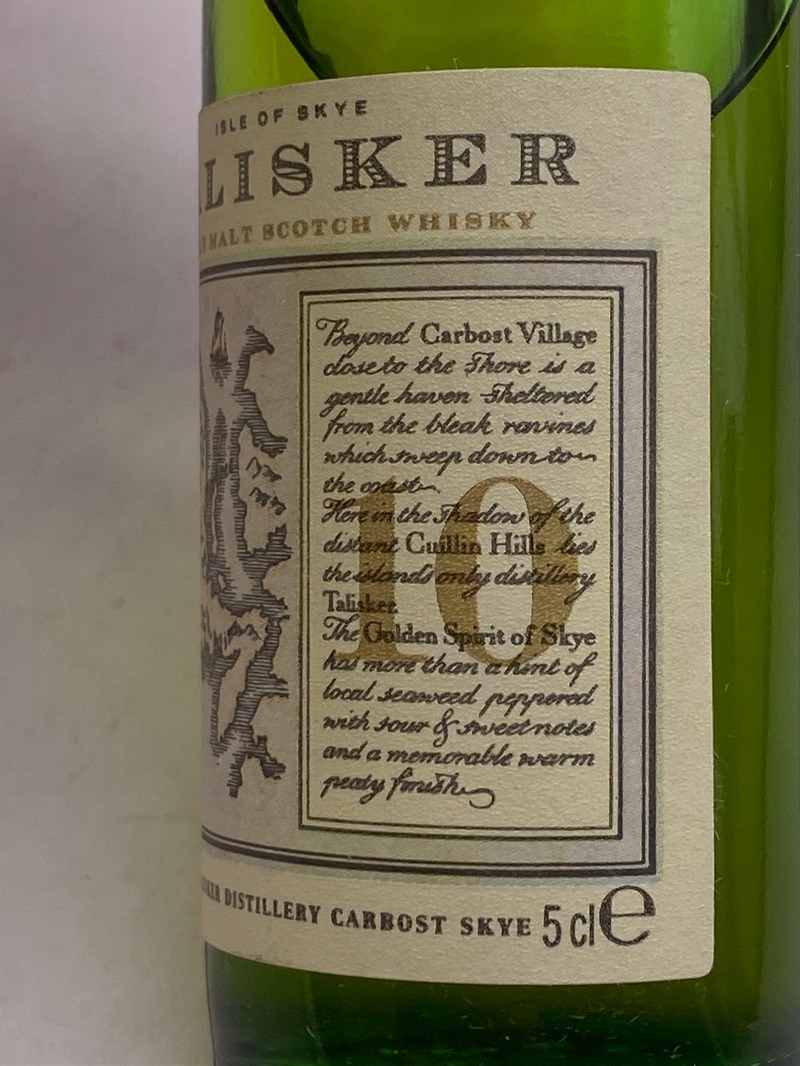 ISLE OF SKYE
LISKER
MALT SCOTCH WHISKY
Beyond Carbost Village
close to the Shore is a
gentle haven Sheltered
from the bleak ravines
which sweep down to
the coast.
Here in the Shadow of the
distant Cuillin Hills lies
the island's only distillery
Talisker.
The Golden Spirit of Skye
has more than a hint of
local seaweed peppered
with sour & sweet notes
and a memorable warm
peaty finish
10
DISTILLERY CARBOST SKYE 5 cl e